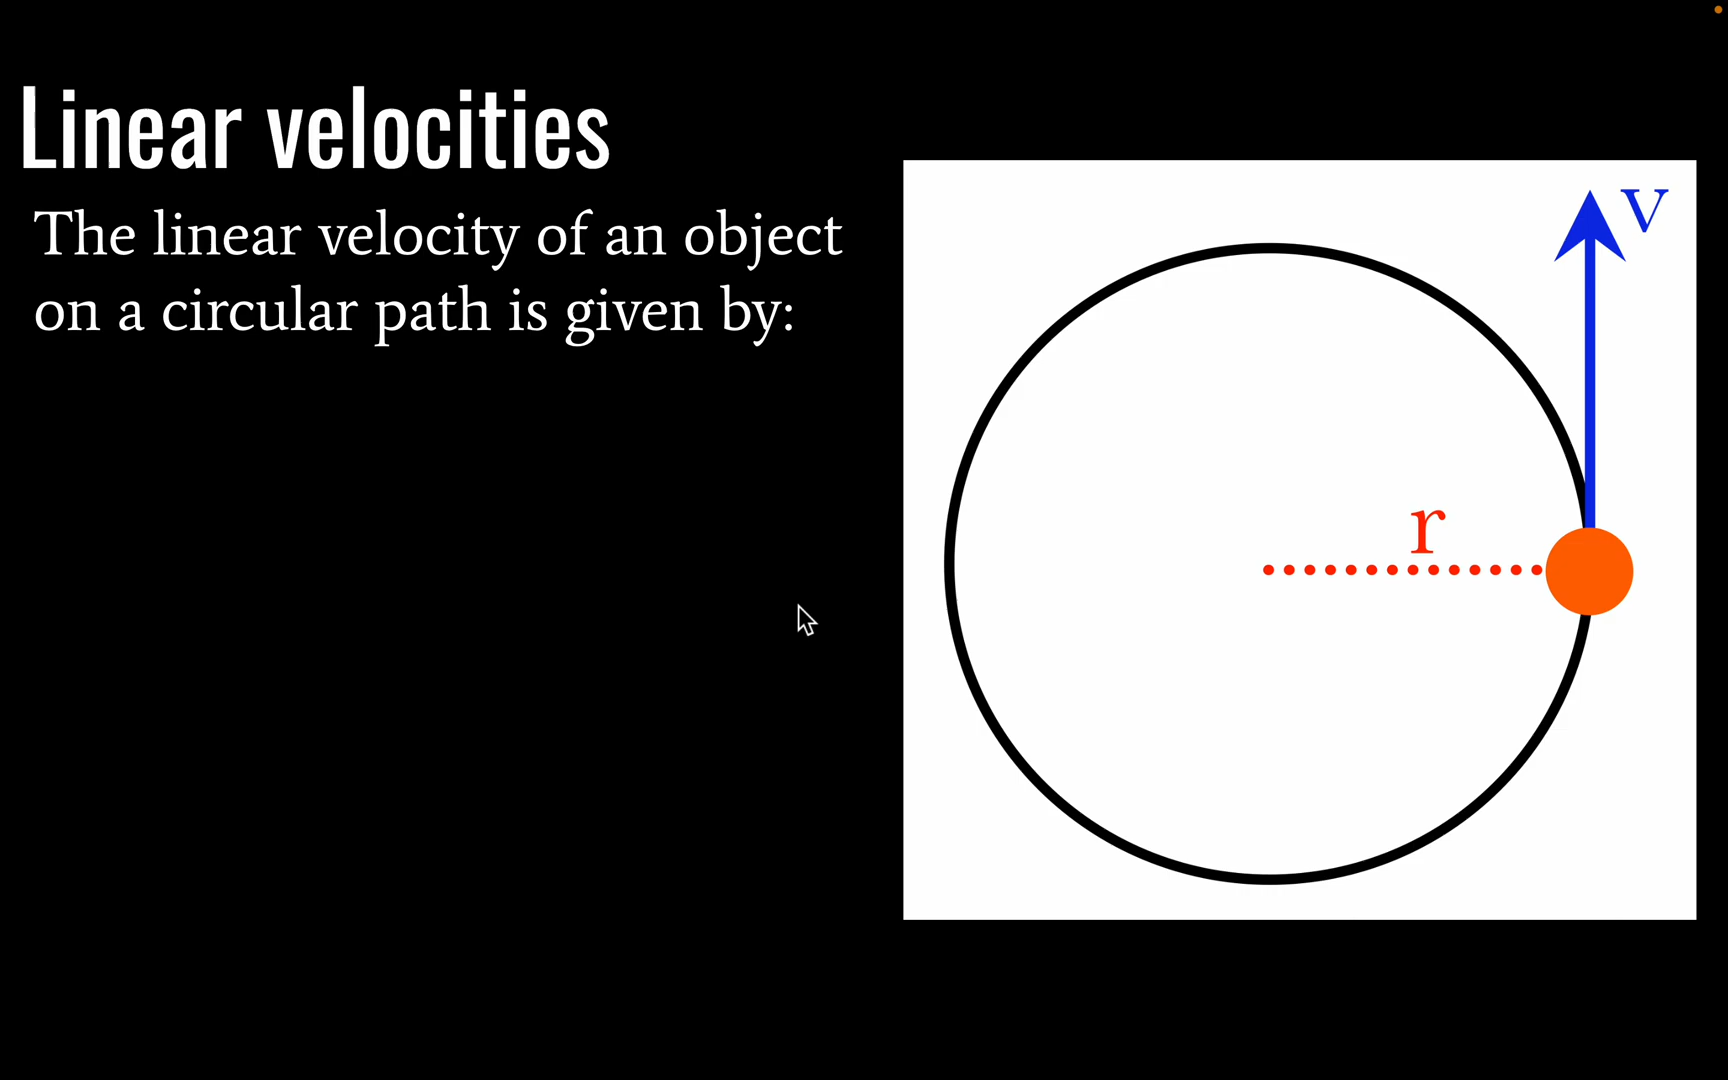 Linear velocities
The linear velocity of an object
on a circular path is given by:
v
r